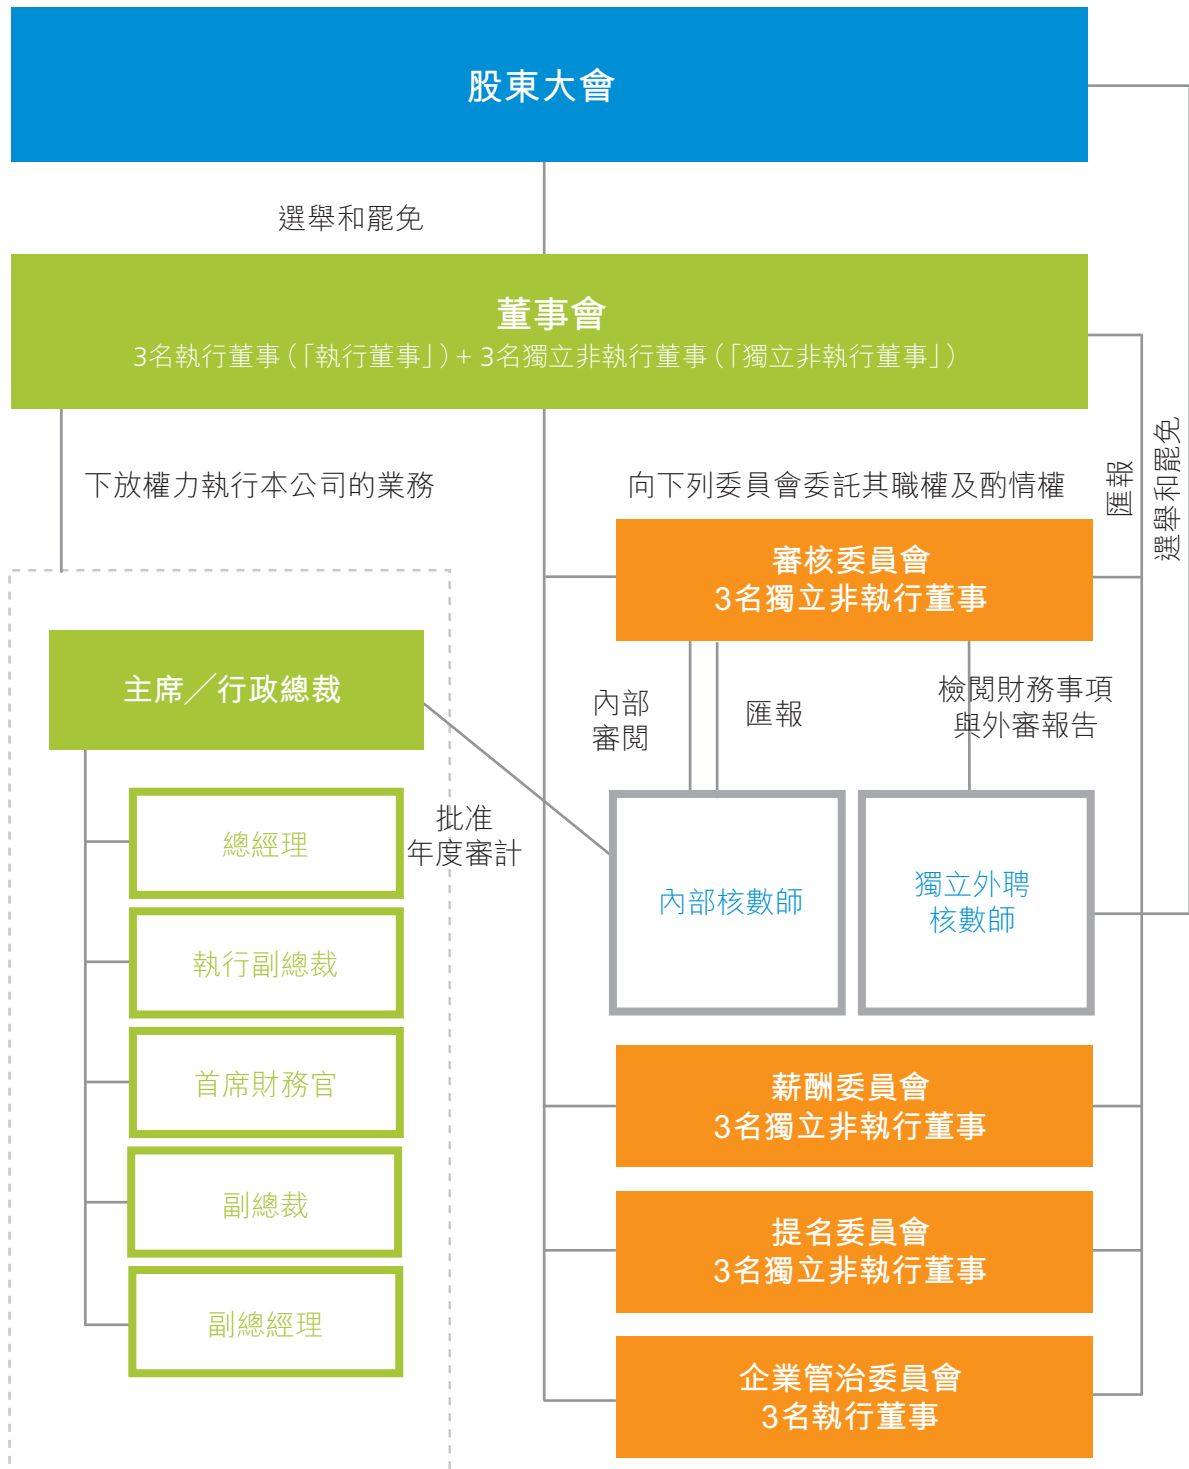 股東大會
選舉和罷免
董事會
3名執行董事（「執行董事」）+ 3名獨立非執行董事（「獨立非執行董事」）
下放權力執行本公司的業務
向下列委員會委託其職權及酌情權
匯報
選舉和罷免
審核委員會
3名獨立非執行董事
主席／行政總裁
內部
審閱
匯報
檢閱財務事項
與外審報告
總經理
批准
年度審計
執行副總裁
首席財務官
副總裁
副總經理
內部核數師
獨立外聘
核數師
薪酬委員會
3名獨立非執行董事
提名委員會
3名獨立非執行董事
企業管治委員會
3名執行董事